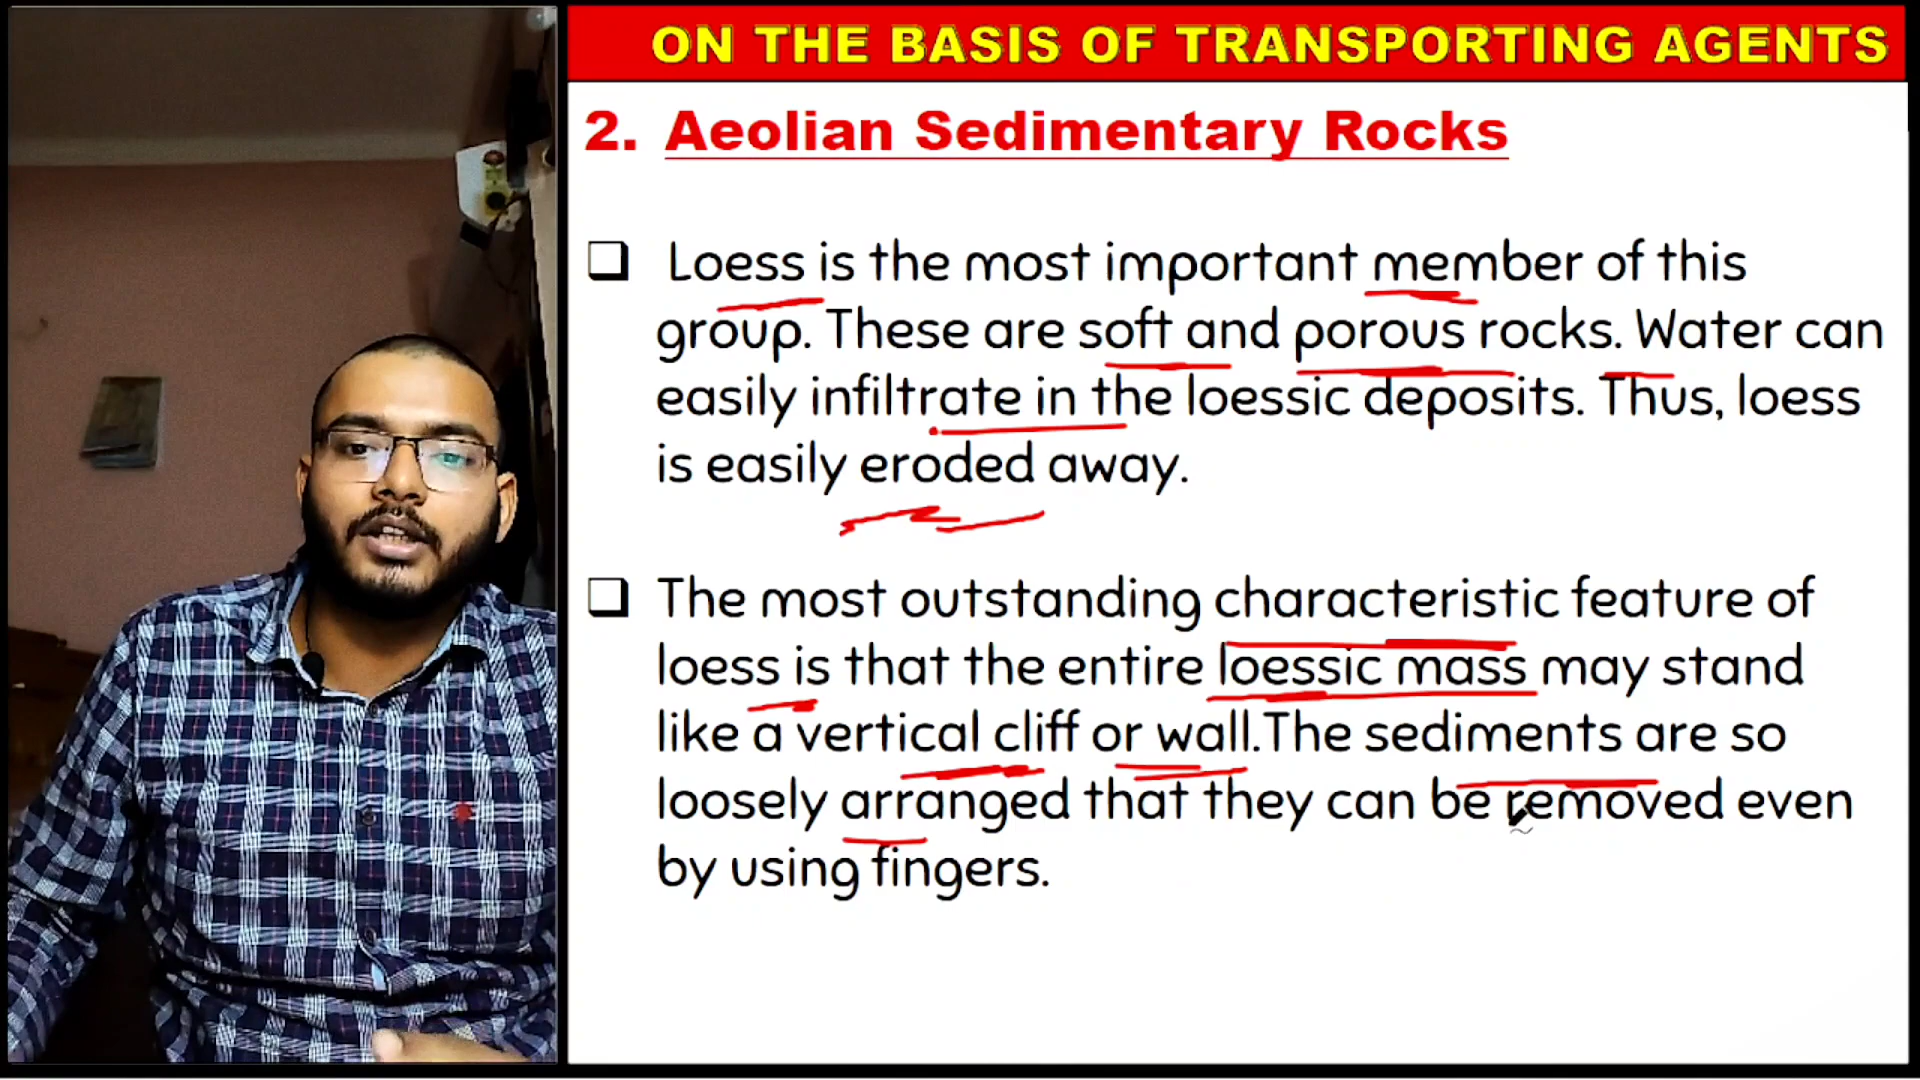 ON THE BASIS OF TRANSPORTING AGENTS
2. Aeolian Sedimentary Rocks
Loess is the most important member of this
group. These are soft and porous rocks. Water can
easily infiltrate in the loessic deposits. Thus, loess
is easily eroded away.
The most outstanding characteristic feature of
loess is that the entire loessic mass may stand
like a vertical cliff or wall.The sediments are so
loosely arranged that they can be removed even
by using fingers.